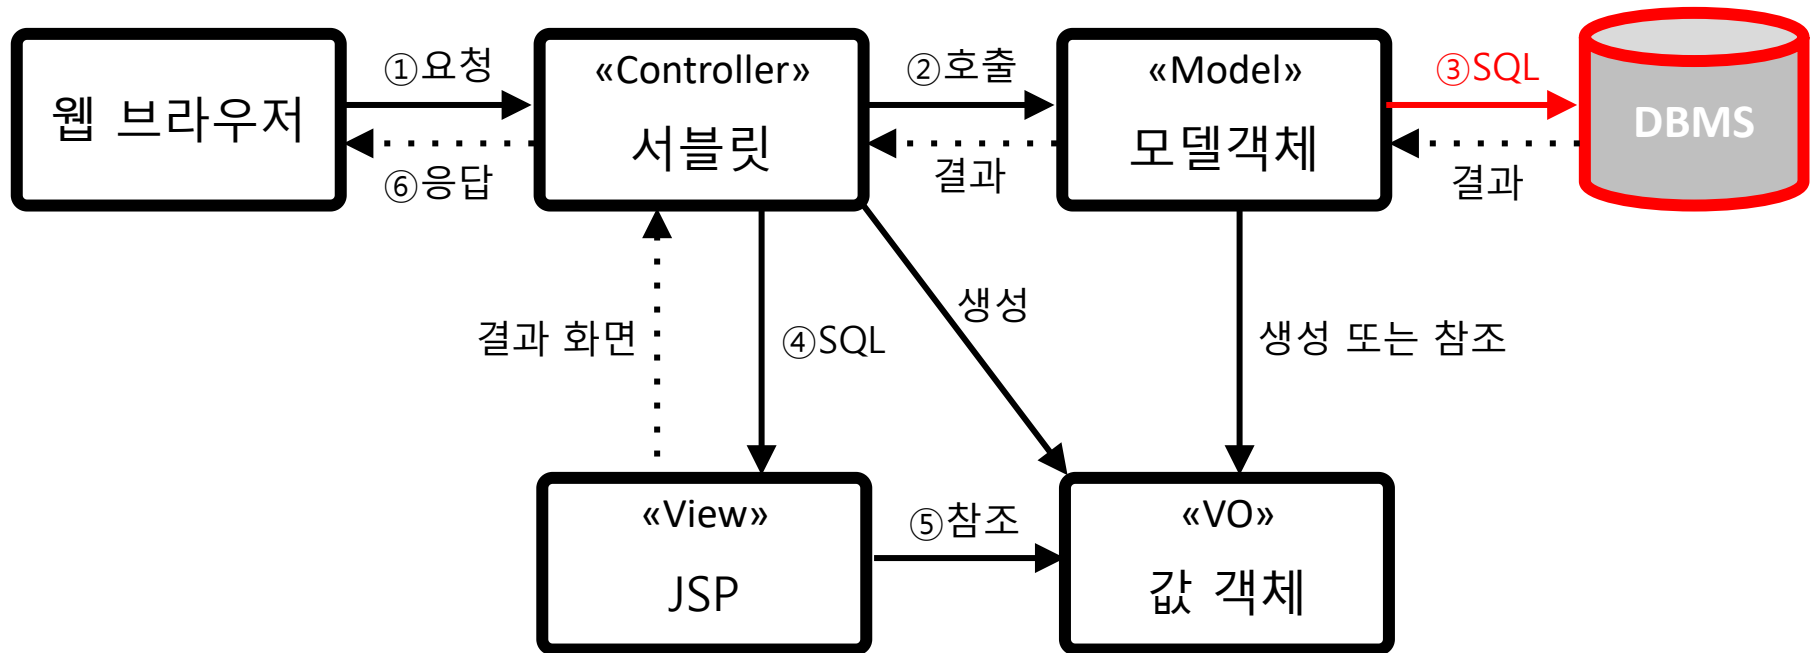 ①요청
«Controller»
②호출
«Model»
③SQL
웹 브라우저
서블릿
모델객체
DBMS
⑥응답
결과
결과
결과 화면
④SQL
생성
생성 또는 참조
«View»
⑤참조
«VO»
JSP
값 객체